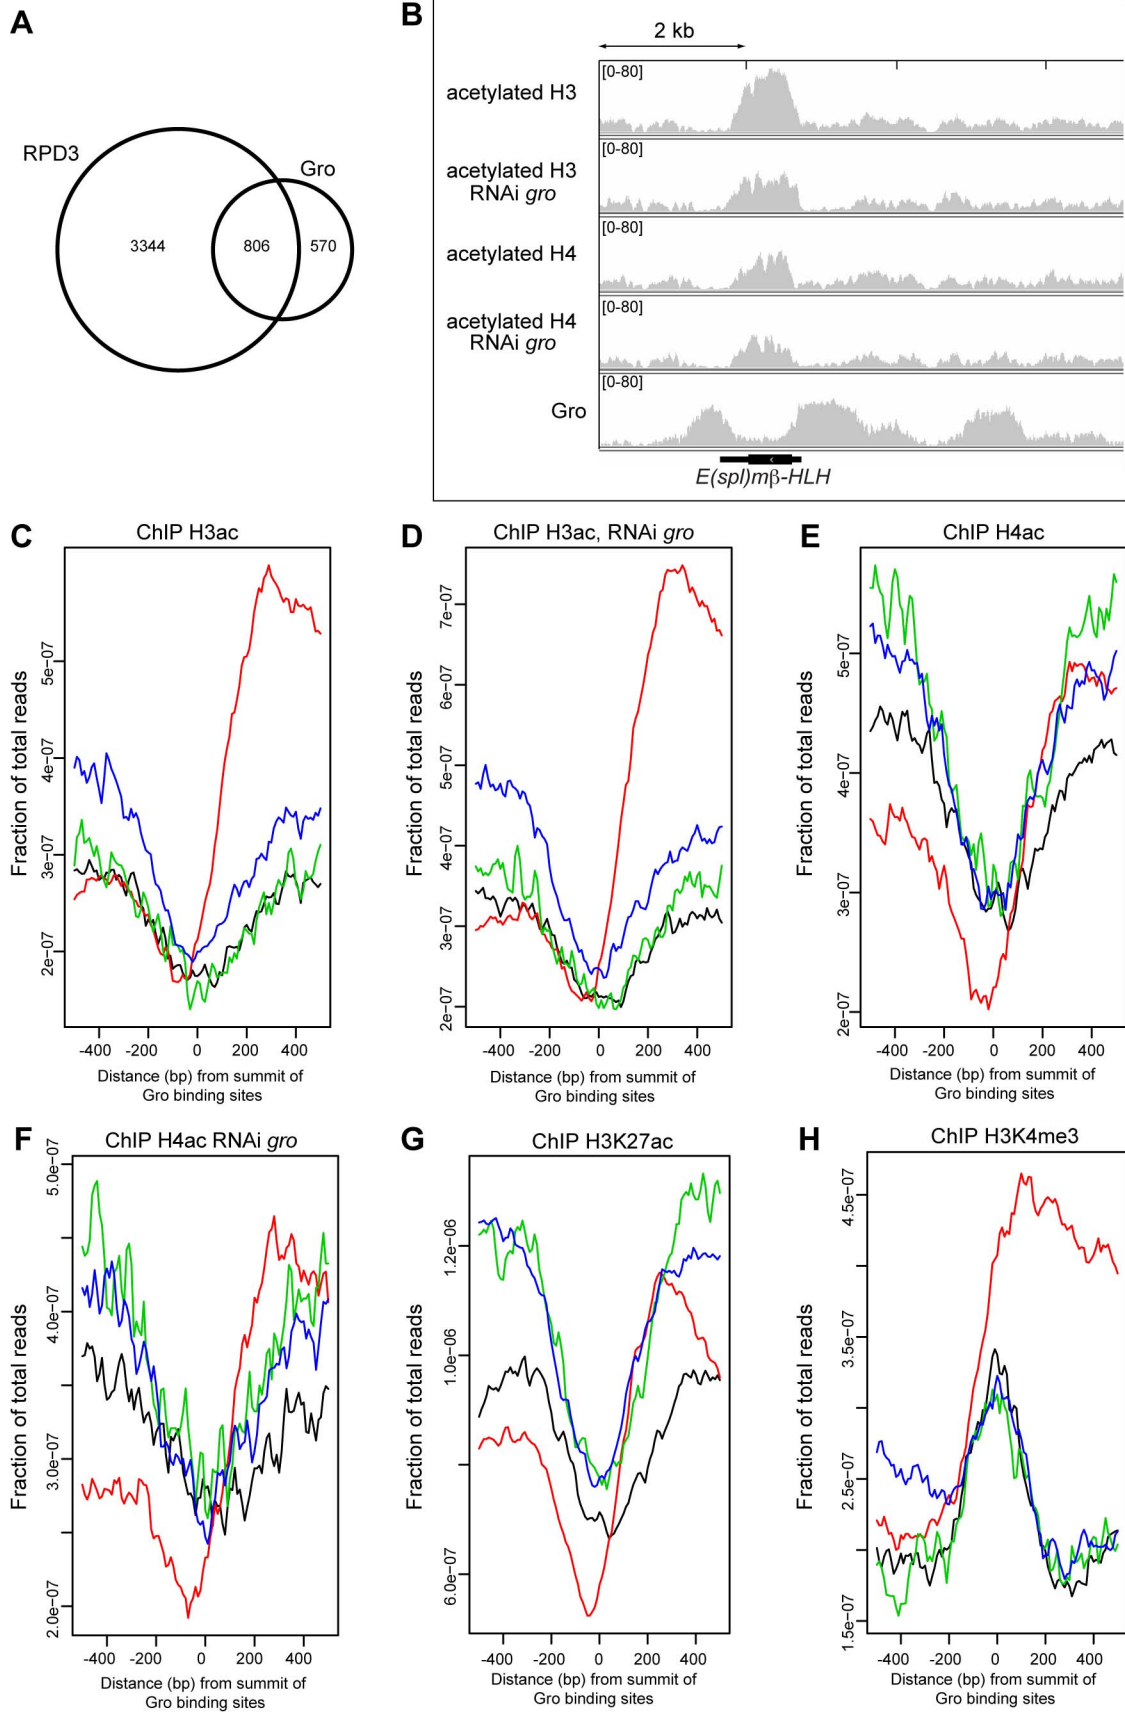 A
RPD3
Gro
3344
806
570
B
2 kb
acetylated H3
[0-80]
acetylated H3
RNAi gro
[0-80]
acetylated H4
[0-80]
acetylated H4
RNAi gro
[0-80]
Gro
[0-80]
E(spl)mβ-HLH
C
ChIP H3ac
Fraction of total reads
5e−07
4e−07
3e−07
2e−07
-400 -200 0 200 400
Distance (bp) from summit of
Gro binding sites
D
ChIP H3ac, RNAi gro
Fraction of total reads
7e−07
6e−07
5e−07
4e−07
3e−07
2e−07
-400 -200 0 200 400
Distance (bp) from summit of
Gro binding sites
E
ChIP H4ac
Fraction of total reads
5e−07
4e−07
3e−07
2e−07
-400 -200 0 200 400
Distance (bp) from summit of
Gro binding sites
F
ChIP H4ac RNAi gro
Fraction of total reads
5.0e−07
4.0e−07
3.0e−07
2.0e−07
-400 -200 0 200 400
Distance (bp) from summit of
Gro binding sites
G
ChIP H3K27ac
Fraction of total reads
1.2e−06
1.0e−06
6.0e−07
-400 -200 0 200 400
Distance (bp) from summit of
Gro binding sites
H
ChIP H3K4me3
Fraction of total reads
4.5e−07
3.5e−07
2.5e−07
1.5e−07
-400 -200 0 200 400
Distance (bp) from summit of
Gro binding sites